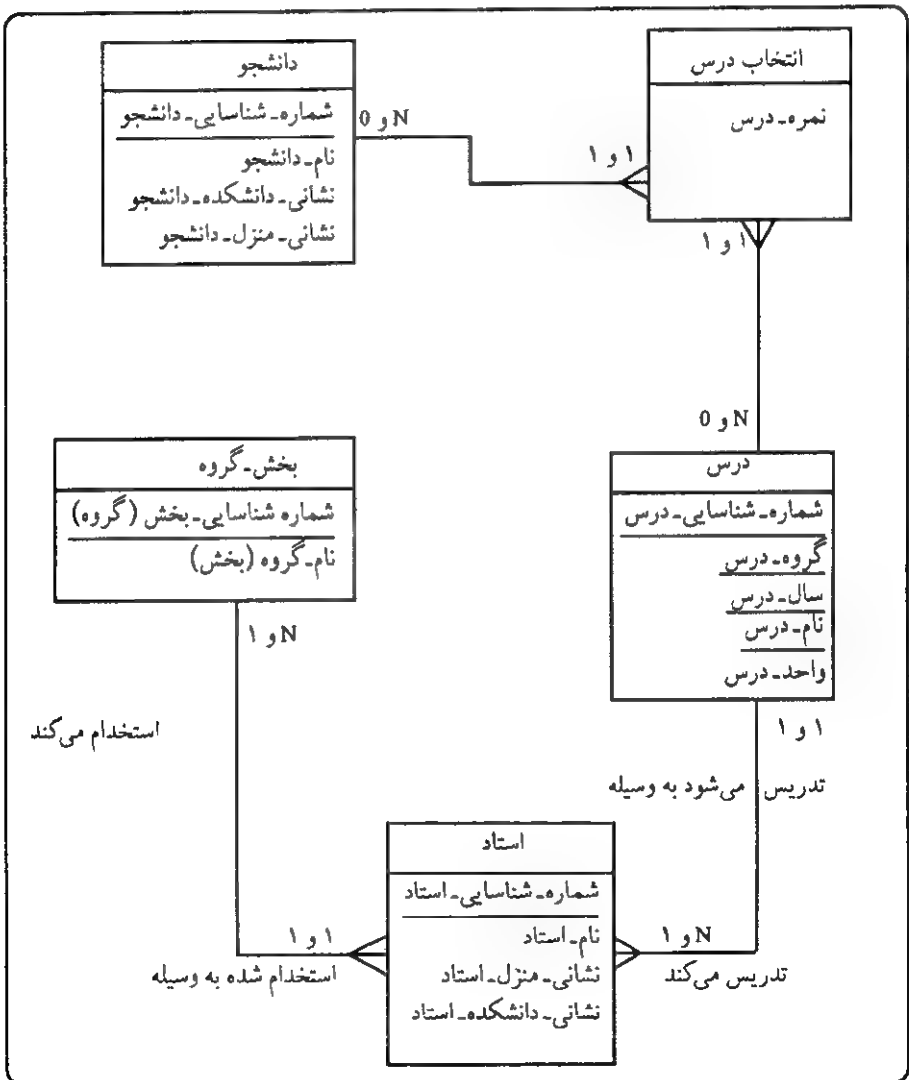 دانشجو
شماره_شناسایی_دانشجو
نام_دانشجو
نشانی_دانشکده_دانشجو
نشانی_منزل_دانشجو
N و 0
انتخاب درس
نمره_درس
۱ و ۱
۱ و ۱
N و 0
درس
شماره_شناسایی_درس
گروه_درس
سال_درس
نام_درس
واحد_درس
۱ و ۱
بخش_گروه
شماره شناسایی_بخش (گروه)
نام_گروه (بخش)
N و ۱
استخدام می‌کند
تدریس می‌شود به وسیله
استاد
شماره_شناسایی_استاد
نام_استاد
نشانی_منزل_استاد
نشانی_دانشکده_استاد
N و ۱
تدریس می‌کند
۱ و ۱
استخدام شده به وسیله